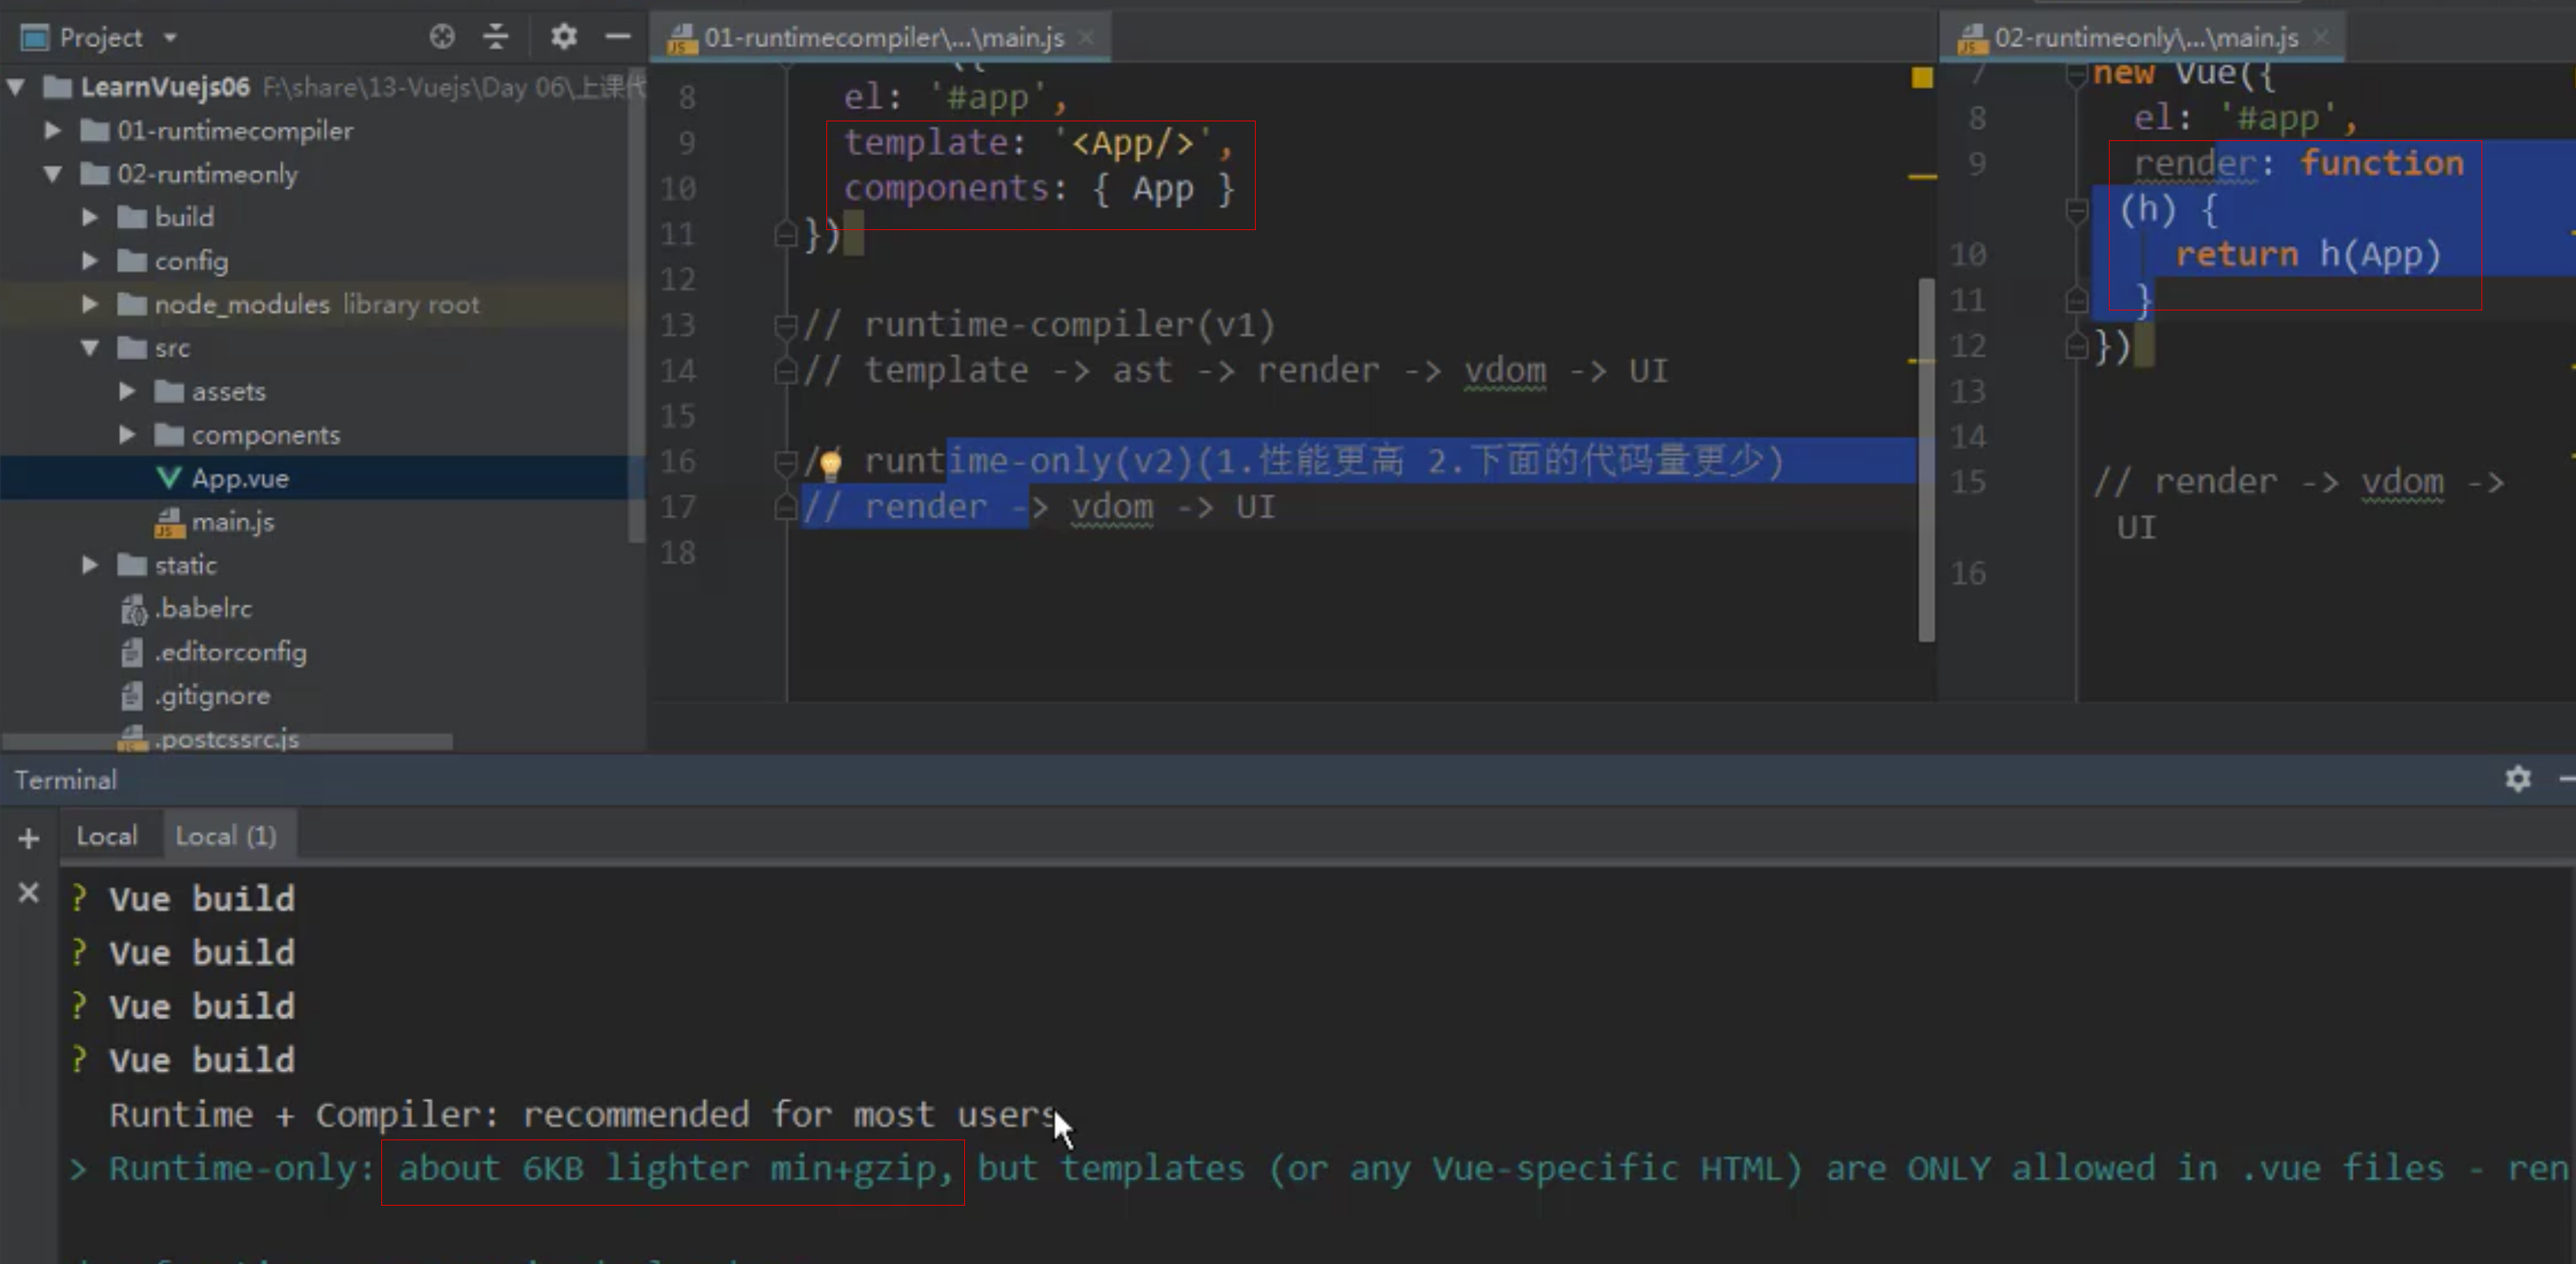 Project
LearnVuejs06 F:\share\13-Vuejs\Day 06\上课代
01-runtimecompiler
02-runtimeonly
build
config
node_modules library root
src
assets
components
App.vue
main.js
static
.babelrc
.editorconfig
.gitignore
.postcssrc.js
01-runtimecompiler\...\main.js
8 el: '#app',
9 template: '<App/>',
10 components: { App }
11 })
12
13 // runtime-compiler(v1)
14 // template -> ast -> render -> vdom -> UI
15
16 / runtime-only(v2)(1.性能更高 2.下面的代码量更少)
17 // render -> vdom -> UI
18
02-runtimeonly\...\main.js
7 new Vue({
8 el: '#app',
9 render: function
(h) {
10 return h(App)
11 }
12 })
13
14
15 // render -> vdom ->
UI
16
Terminal
Local Local (1)
? Vue build
? Vue build
? Vue build
? Vue build
Runtime + Compiler: recommended for most users
> Runtime-only: about 6KB lighter min+gzip, but templates (or any Vue-specific HTML) are ONLY allowed in .vue files - ren